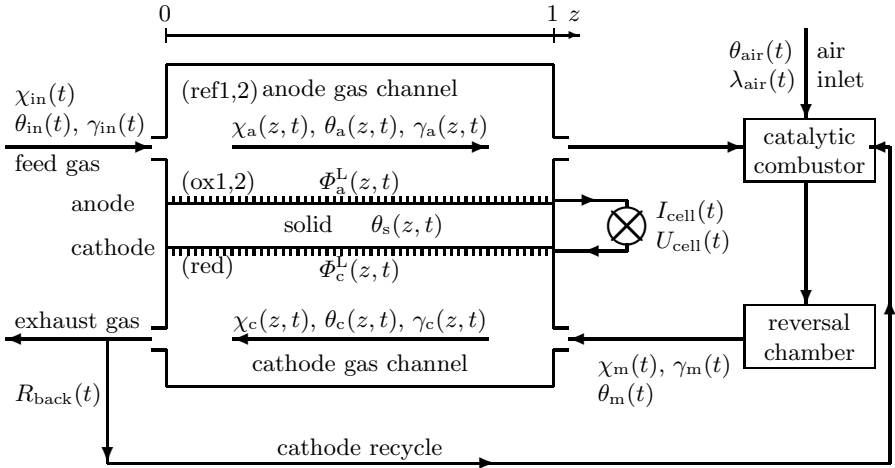 0 1 z
θair(t) air
λair(t) inlet
(ref1,2) anode gas channel
χin(t)
θin(t), γin(t)
feed gas
χa(z, t), θa(z, t), γa(z, t)
catalytic
combustor
(ox1,2) ΦaL(z, t)
anode
solid θs(z, t)
Icell(t)
Ucell(t)
cathode
(red) ΦcL(z, t)
exhaust gas
χc(z, t), θc(z, t), γc(z, t)
cathode gas channel
reversal
chamber
χm(t), γm(t)
θm(t)
Rback(t)
cathode recycle